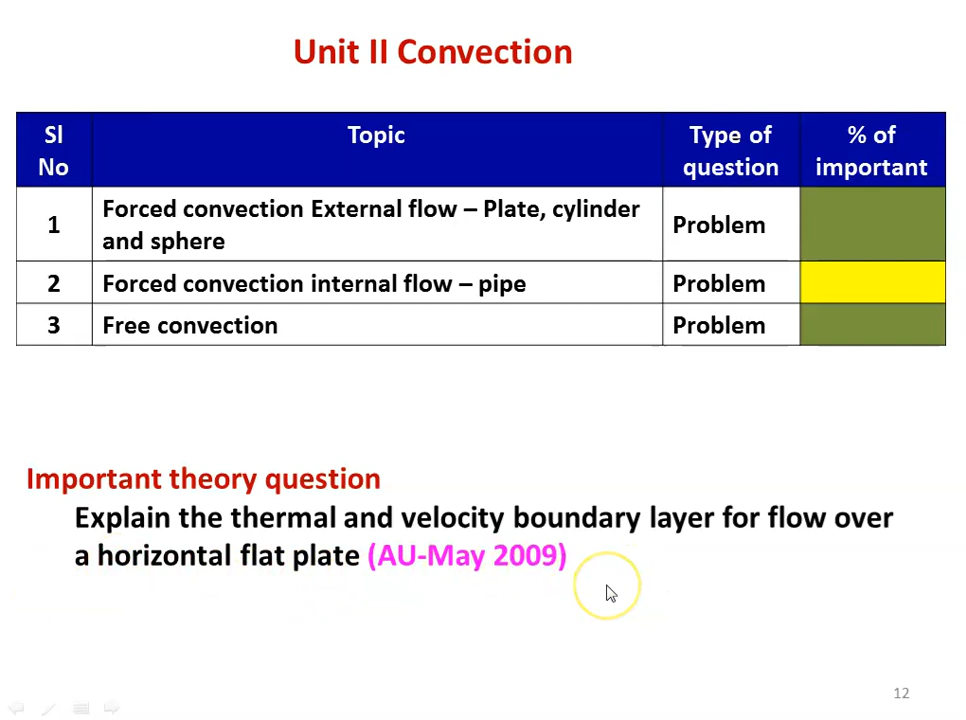 Unit II Convection
Sl No
Topic
Type of question
% of important
1
Forced convection External flow – Plate, cylinder and sphere
Problem
2
Forced convection internal flow – pipe
Problem
3
Free convection
Problem
Important theory question
Explain the thermal and velocity boundary layer for flow over
a horizontal flat plate (AU-May 2009)
12